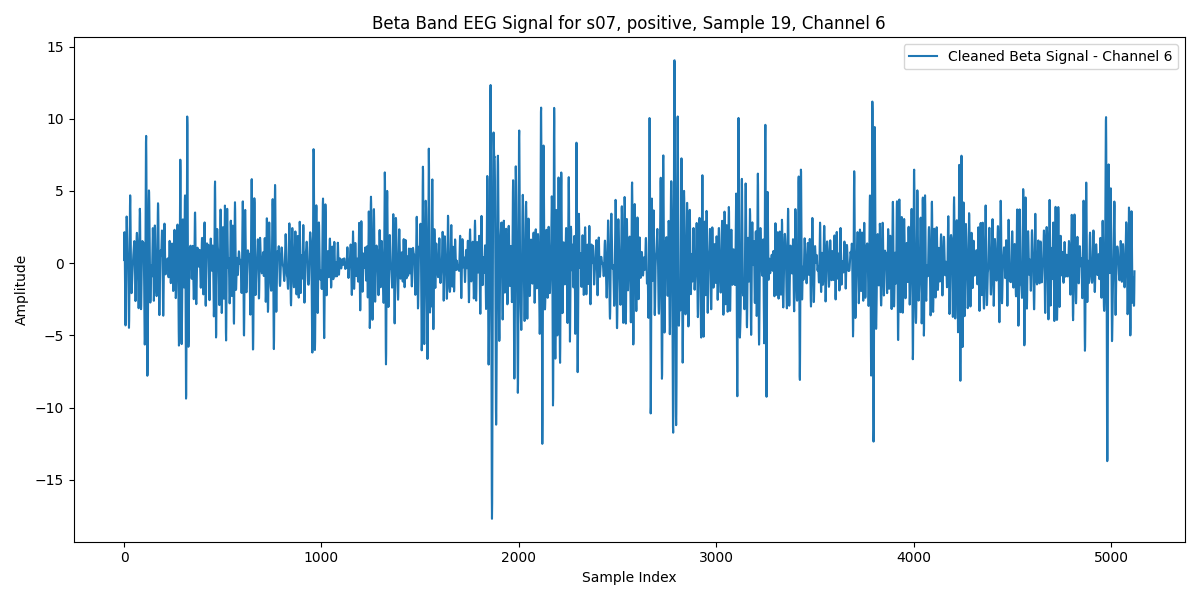 Beta Band EEG Signal for s07, positive, Sample 19, Channel 6
Cleaned Beta Signal - Channel 6
Amplitude
15
10
5
0
−5
−10
−15
0 1000 2000 3000 4000 5000
Sample Index